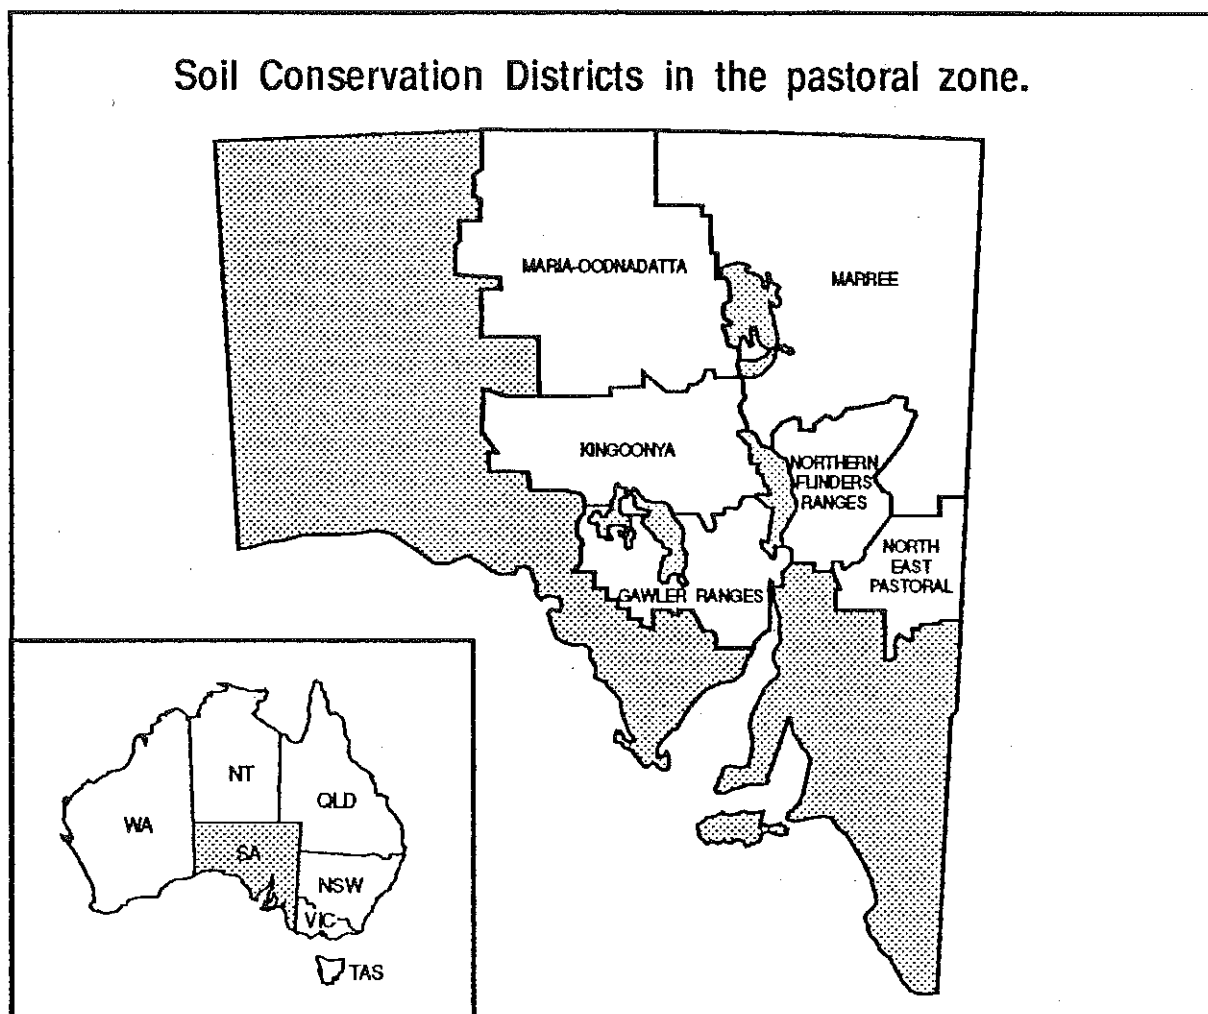 Soil Conservation Districts in the pastoral zone.
MARLA-OODNADATTA
MARREE
KINGOONYA
NORTHERN
FLINDERS
RANGES
NORTH
EAST
PASTORAL
GAWLER RANGES
NT
QLD
WA
SA
NSW
VIC
TAS